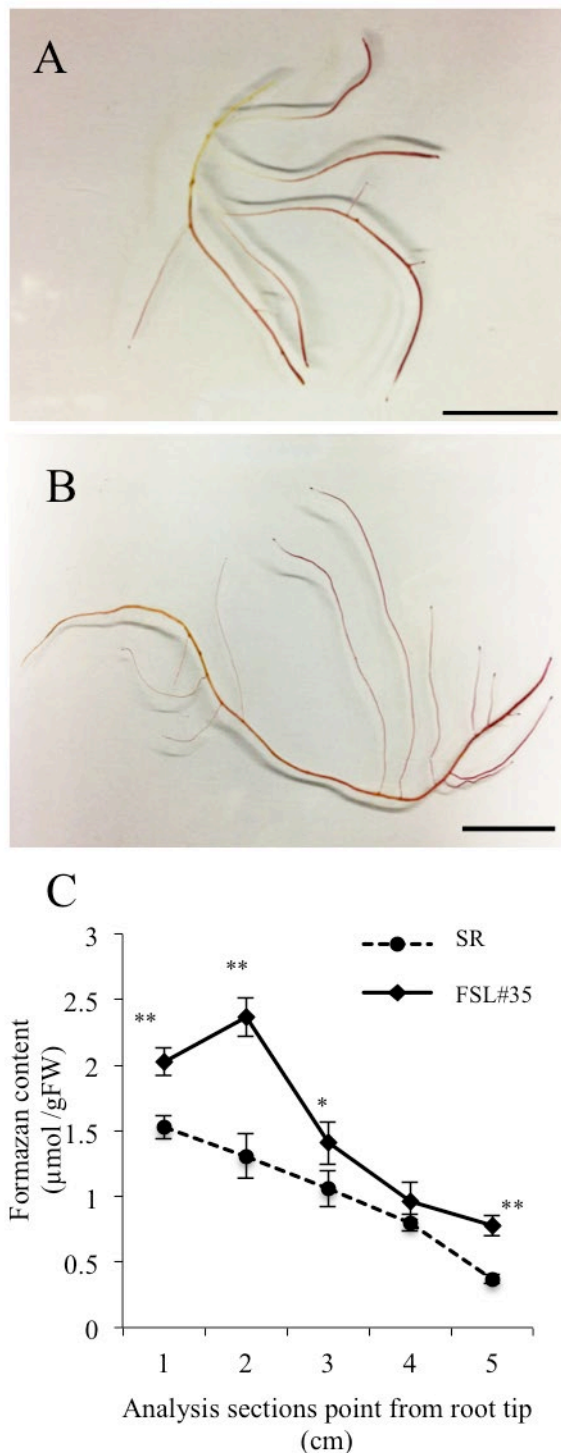 A
B
C
3
2.5
2
1.5
1
0.5
0
**
**
*
**
SR
FSL#35
Formazan content
(μmol /gFW)
1 2 3 4 5
Analysis sections point from root tip
(cm)